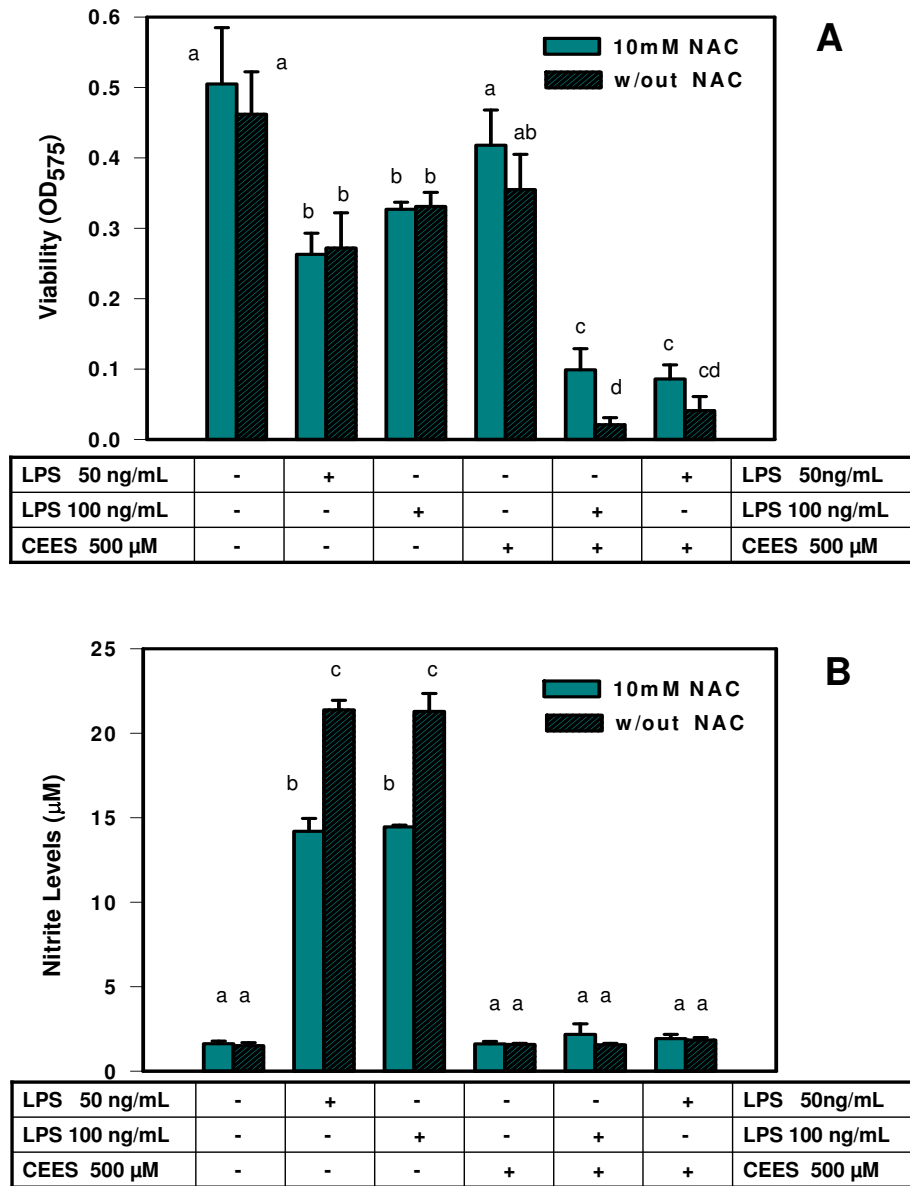 A
10mM NAC
w/out NAC
Viability (OD575)
0.6
0.5
0.4
0.3
0.2
0.1
0.0
a a b b b b a ab c d c cd
LPS 50 ng/mL - + - - - + LPS 50ng/mL
LPS 100 ng/mL - - + - + - LPS 100 ng/mL
CEES 500 µM - - - + + + CEES 500 µM
B
10mM NAC
w/out NAC
Nitrite Levels (µM)
25
20
15
10
5
0
a a b c b c a a a a a a
LPS 50 ng/mL - + - - - + LPS 50ng/mL
LPS 100 ng/mL - - + - + - LPS 100 ng/mL
CEES 500 µM - - - + + + CEES 500 µM